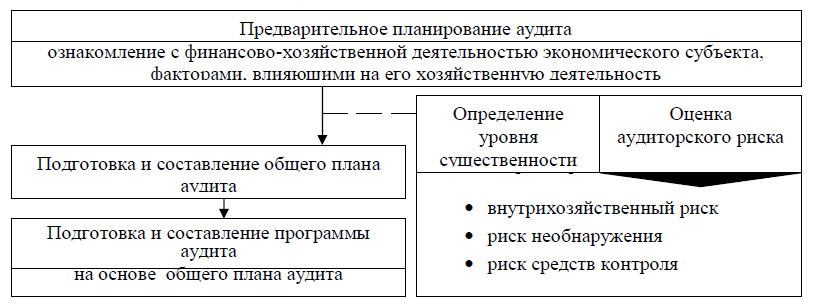 Предварительное планирование аудита
ознакомление с финансово-хозяйственной деятельностью экономического субъекта,
факторами, влияющими на его хозяйственную деятельность
Определение
уровня
существенности
Оценка
аудиторского риска
Подготовка и составление общего плана
аудита
Подготовка и составление программы
аудита
на основе общего плана аудита
• внутрихозяйственный риск
• риск необнаружения
• риск средств контроля